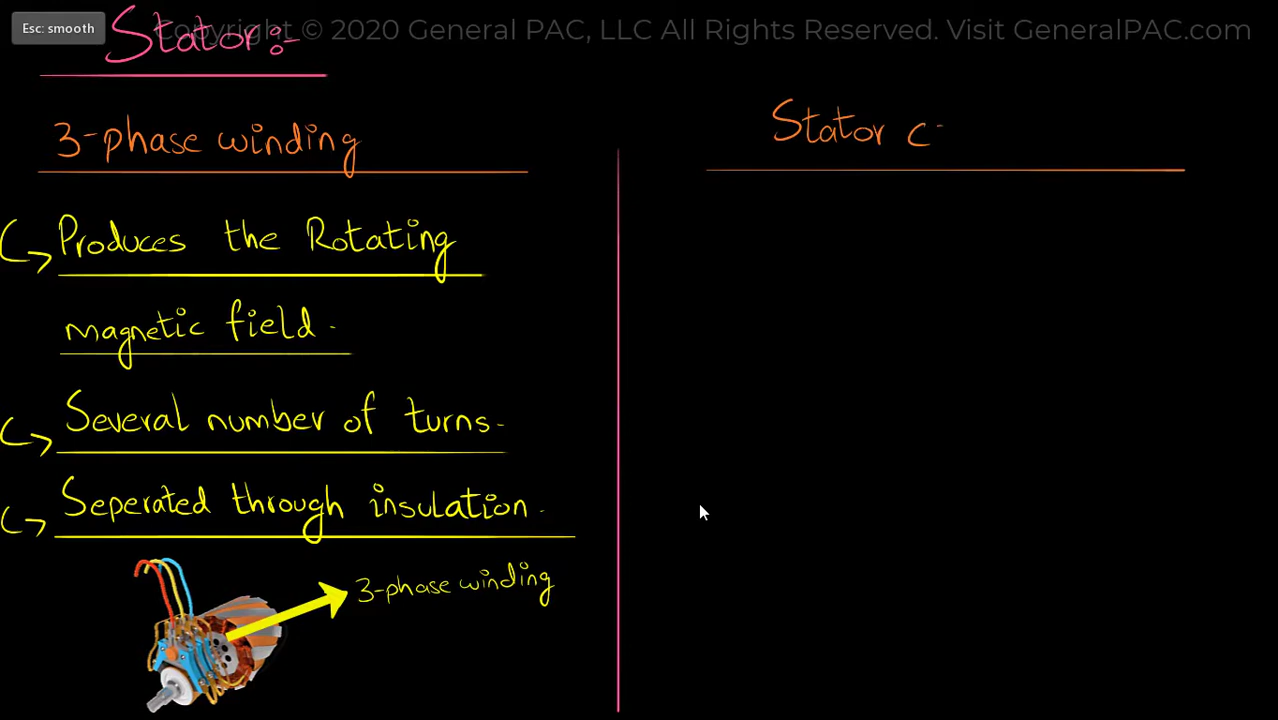 Esc: smooth
Copyright © 2020 General PAC, LLC All Rights Reserved. Visit GeneralPAC.com
Stator:-
3-phase winding
Produces the Rotating
magnetic field.
Several number of turns.
Seperated through insulation.
3-phase winding
Stator c